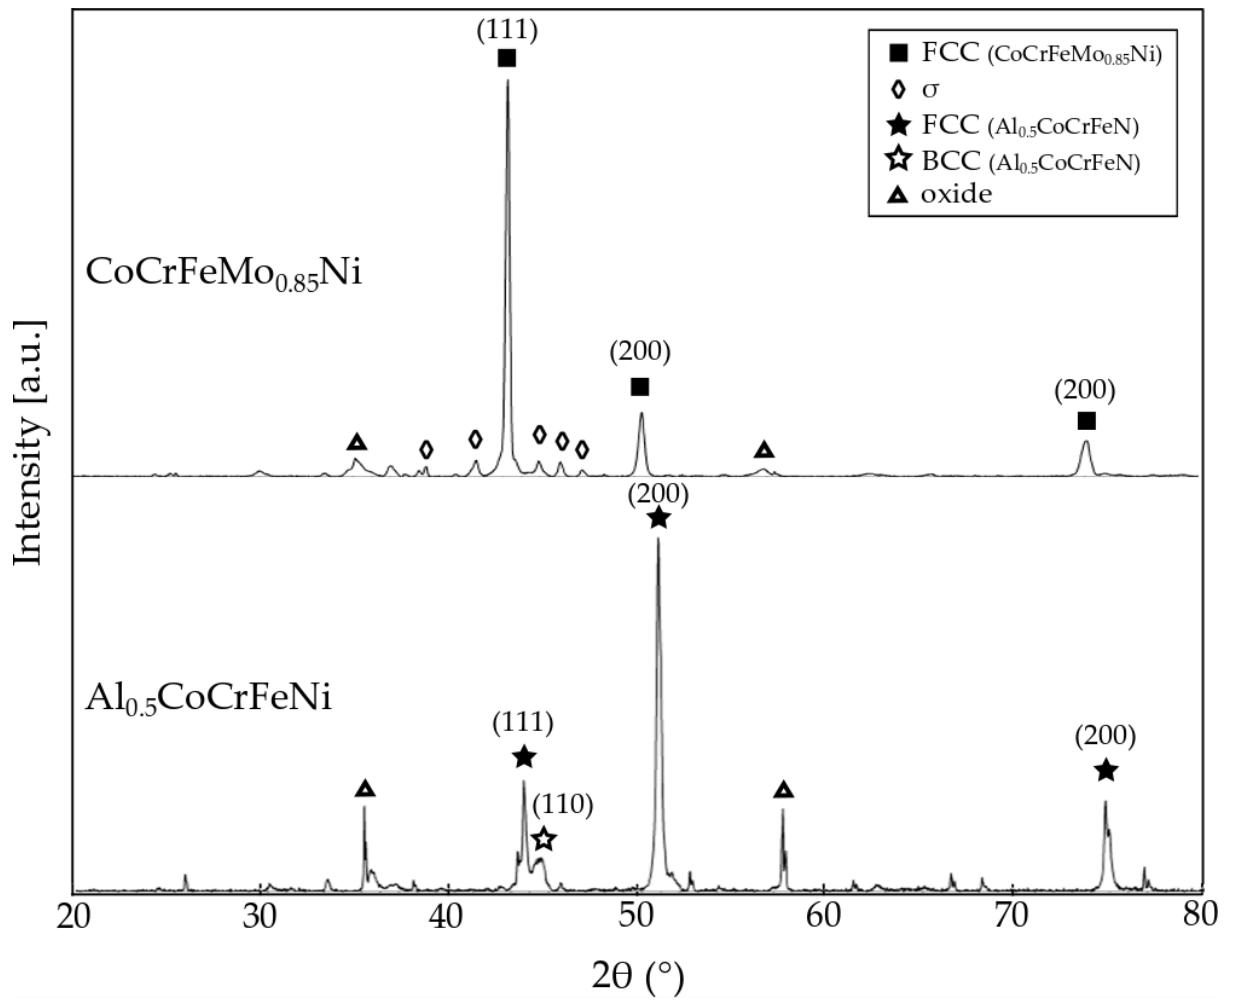 (111)
FCC (CoCrFeMo0.85Ni)
σ
FCC (Al0.5CoCrFeN)
BCC (Al0.5CoCrFeN)
oxide
CoCrFeMo0.85Ni
(200)
(200)
Intensity [a.u.]
(200)
Al0.5CoCrFeNi
(111)
(200)
(110)
20 30 40 50 60 70 80
2θ (°)